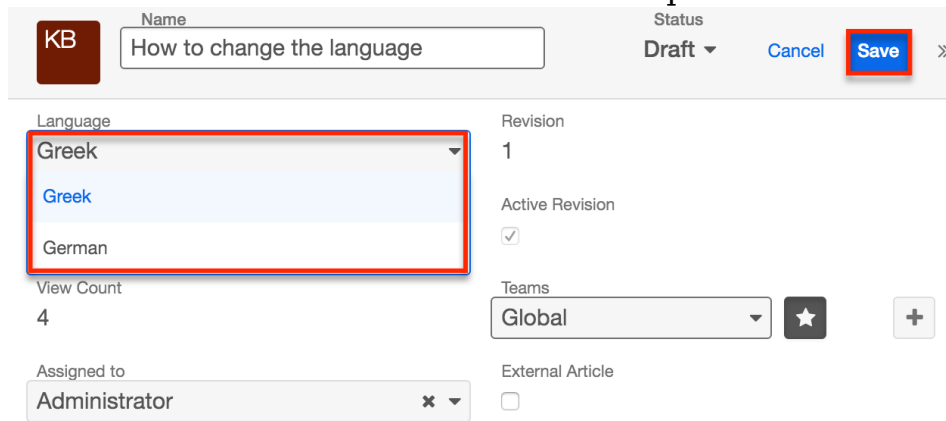 Name
Status
KB
How to change the language
Draft
Cancel
Save
Language
Revision
Greek
1
Greek
Active Revision
German
View Count
Teams
4
Global
Assigned to
External Article
Administrator